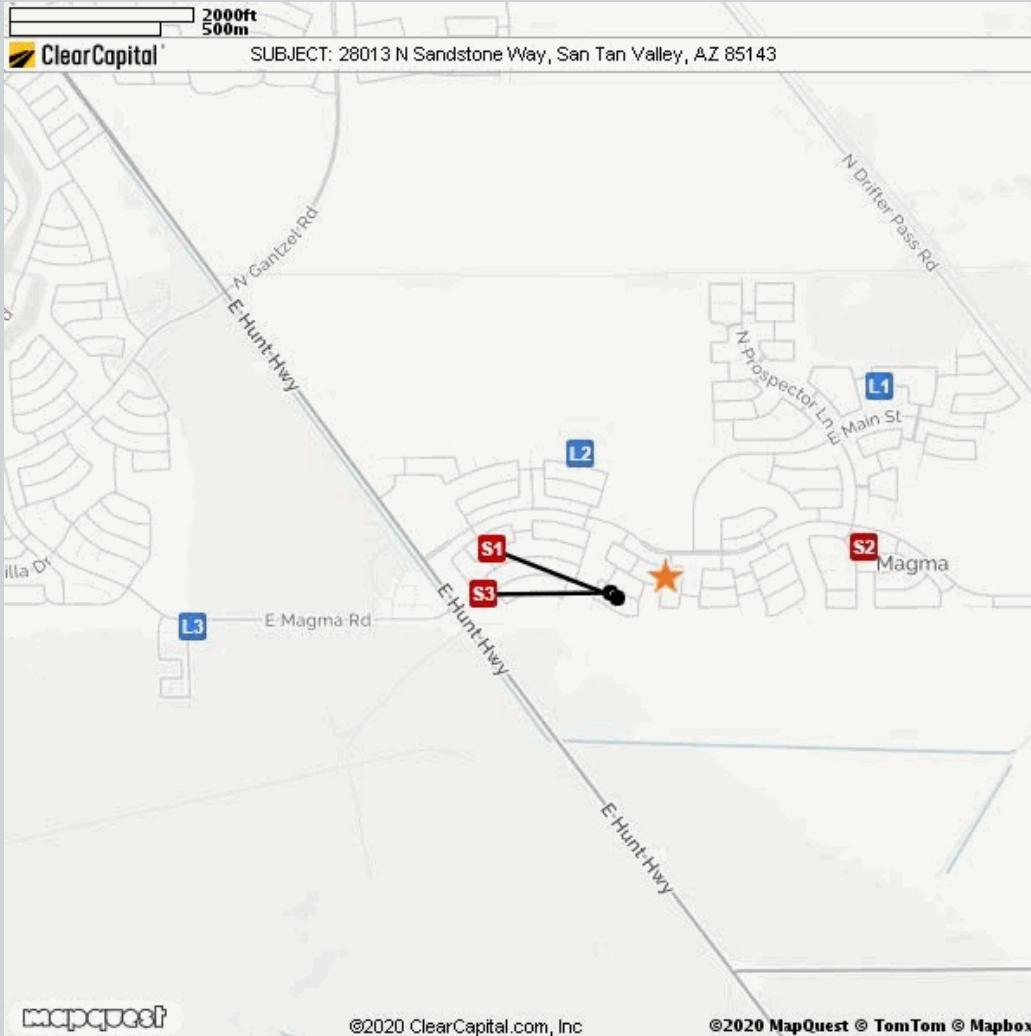 2000ft
500m
ClearCapital
SUBJECT: 28013 N Sandstone Way, San Tan Valley, AZ 85143
N Drifter Pass Rd
N Gantzel Rd
E Hunt Hwy
N Prospector Ln
L1
E Main St
L2
S1
S2
Magma
S3
L3
E Magma Rd
E Hunt Hwy
E Hunt Hwy
mapquest
©2020 ClearCapital.com, Inc
©2020 MapQuest © TomTom © Mapbox